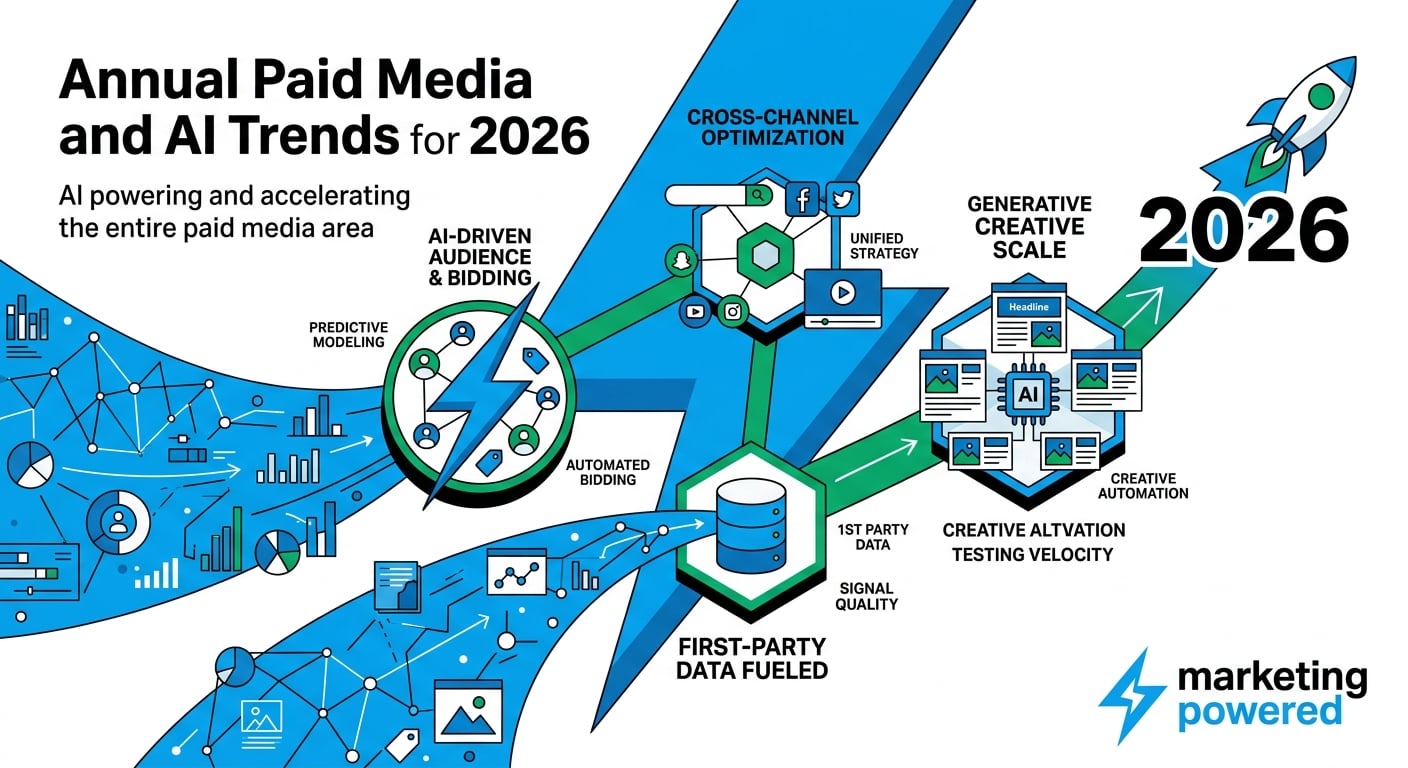 Annual Paid Media
and AI Trends for 2026
AI powering and accelerating
the entire paid media area
AI-DRIVEN
AUDIENCE
& BIDDING
PREDICTIVE
MODELING
AUTOMATED
BIDDING
CROSS-CHANNEL
OPTIMIZATION
UNIFIED
STRATEGY
1ST PARTY
DATA
SIGNAL
QUALITY
FIRST-PARTY
DATA FUELED
GENERATIVE
CREATIVE
SCALE
Headline
AI
CREATIVE
AUTOMATION
CREATIVE ALTVATION
TESTING VELOCITY
2026
marketing
powered